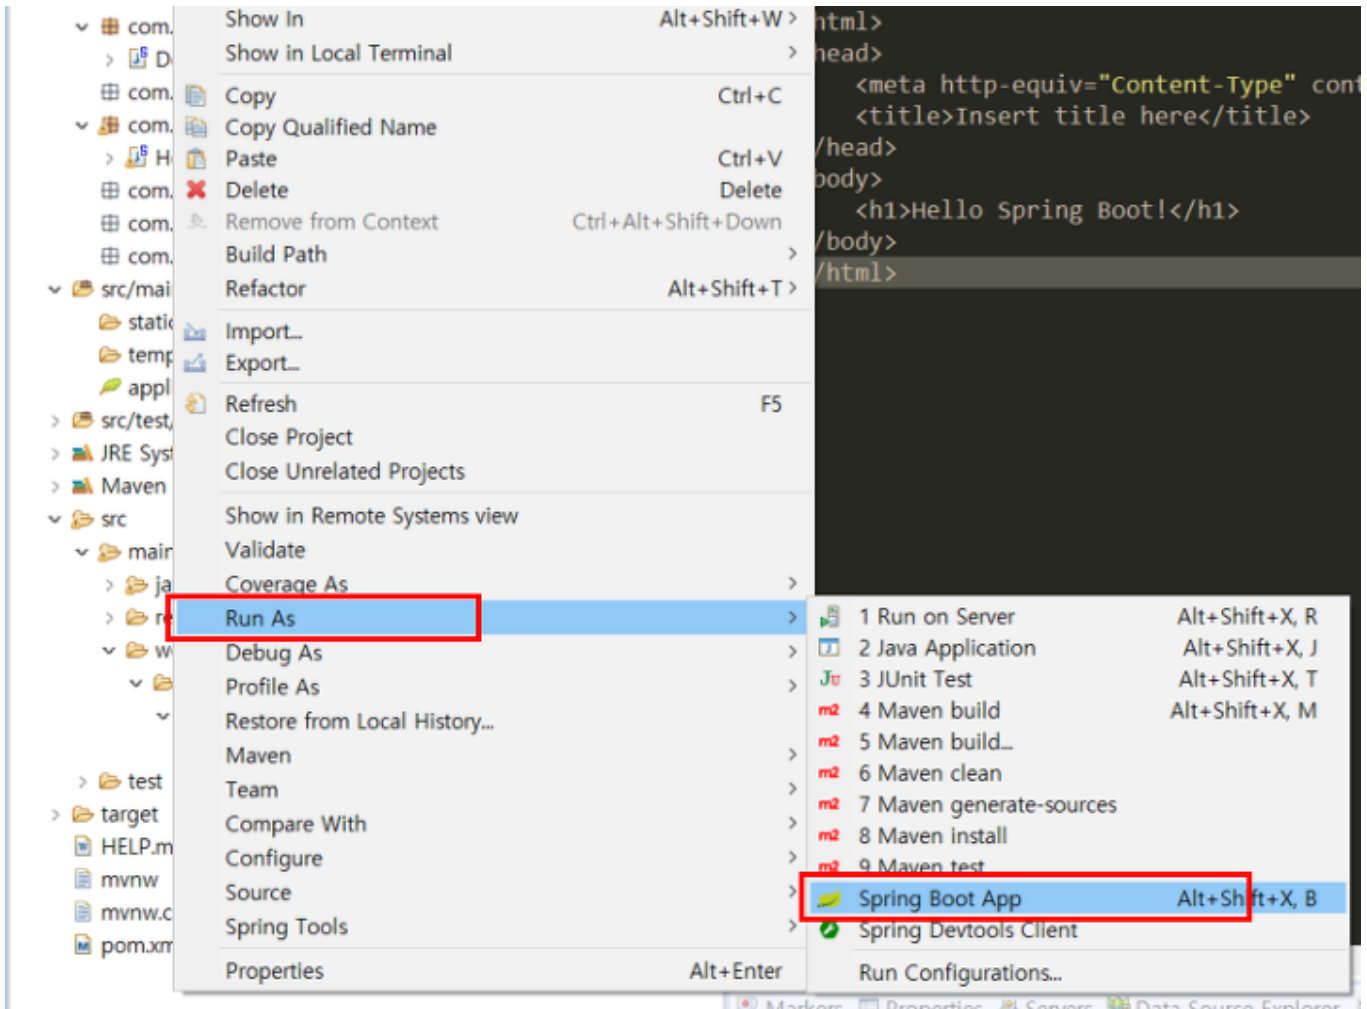 com.
D
com.
com.
H
com.
com.
com.
src/mai
static
temp
appl
src/test,
JRE Syst
Maven
src
main
ja
re
w
test
target
HELP.m
mvnw
mvnw.c
pom.xm
Show In Alt+Shift+W >
Show in Local Terminal >
Copy Ctrl+C
Copy Qualified Name
Paste Ctrl+V
Delete Delete
Remove from Context Ctrl+Alt+Shift+Down
Build Path >
Refactor Alt+Shift+T >
Import...
Export...
Refresh F5
Close Project
Close Unrelated Projects
Show in Remote Systems view
Validate
Coverage As >
Run As >
Debug As >
Profile As >
Restore from Local History...
Maven >
Team >
Compare With >
Configure >
Source >
Spring Tools >
Properties Alt+Enter
html>
head>
<meta http-equiv="Content-Type" cont
<title>Insert title here</title>
/head>
body>
<h1>Hello Spring Boot!</h1>
/body>
/html>
1 Run on Server Alt+Shift+X, R
2 Java Application Alt+Shift+X, J
3 JUnit Test Alt+Shift+X, T
4 Maven build Alt+Shift+X, M
5 Maven build...
6 Maven clean
7 Maven generate-sources
8 Maven install
9 Maven test
Spring Boot App Alt+Shift+X, B
Spring Devtools Client
Run Configurations...
Markers Properties Servers Data Source Explorer